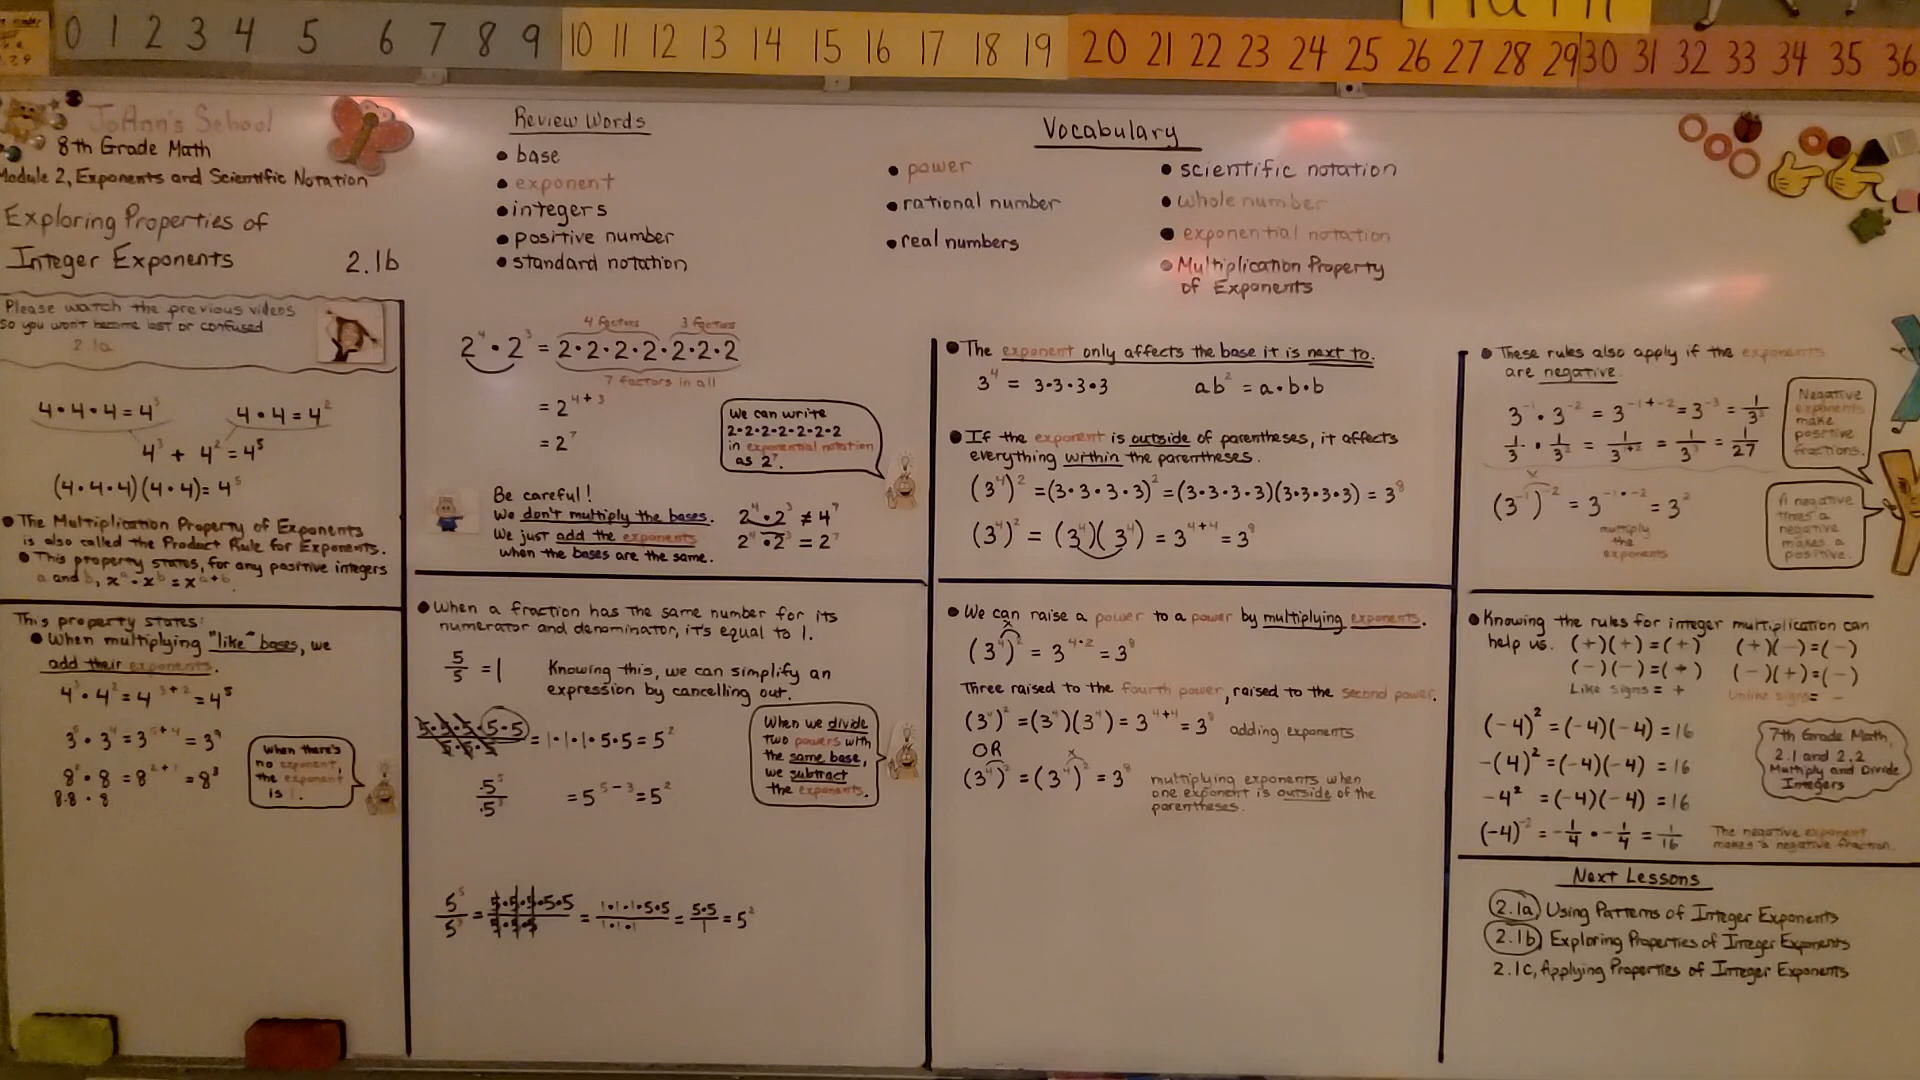 0 1 2 3 4 5 6 7 8 9 10 11 12 13 14 15 16 17 18 19 20 21 22 23 24 25 26 27 28 29 30 31 32 33 34 35 36
JoAnn's School
8th Grade Math
Module 2, Exponents and Scientific Notation
Exploring Properties of
Integer Exponents 2.1b
Review Words
• base
• exponent
• integers
• positive number
• standard notation
Vocabulary
• power
• rational number
• real numbers
• scientific notation
• whole number
• exponential notation
• Multiplication Property
of Exponents
Please watch the previous videos
so you won't become lost or confused
2.1a
4•4•4=4³ 4•4=4²
4³ + 4² = 4⁵
(4•4•4)(4•4)= 4⁵
• The Multiplication Property of Exponents
is also called the Product Rule for Exponents.
• This property states, for any positive integers
a and b, xᵃ • xᵇ = xᵃ⁺ᵇ.
This property states:
• When multiplying "like" bases, we
add their exponents.
4³ • 4² = 4³⁺² = 4⁵
3⁵ • 3⁴ = 3⁵⁺⁴ = 3⁹
8² • 8 = 8²⁺¹ = 8³
8•8 • 8
When there's
no exponent,
the exponent
is 1.
2⁴ • 2³ = 2•2•2•2•2•2•2
4 factors 3 factors
7 factors in all
= 2⁴⁺³
= 2⁷
We can write
2•2•2•2•2•2•2
in exponential notation
as 2⁷.
Be careful!
We don't multiply the bases.
We just add the exponents
when the bases are the same.
2⁴ • 2³ ≠ 4⁷
2⁴ • 2³ = 2⁷
• When a fraction has the same number for its
numerator and denominator, it's equal to 1.
5/5 = 1
Knowing this, we can simplify an
expression by cancelling out.
5•5•5•5•5 / 5•5•5 = 1•1•1•5•5 = 5²
5⁵/5³ = 5⁵⁻³ = 5²
When we divide
two powers with
the same base,
we subtract
the exponents.
5⁵/5³ = 5•5•5•5•5 / 5•5•5 = 1•1•1•5•5 / 1•1•1 = 5•5/1 = 5²
• The exponent only affects the base it is next to.
3⁴ = 3•3•3•3 ab² = a•b•b
• If the exponent is outside of parentheses, it affects
everything within the parentheses.
(3⁴)² = (3•3•3•3)² = (3•3•3•3)(3•3•3•3) = 3⁸
(3⁴)² = (3⁴)(3⁴) = 3⁴⁺⁴ = 3⁸
• We can raise a power to a power by multiplying exponents.
(3⁴)² = 3⁴•² = 3⁸
Three raised to the fourth power, raised to the second power.
(3⁴)² = (3⁴)(3⁴) = 3⁴⁺⁴ = 3⁸ adding exponents
OR
(3⁴)² = (3⁴)² = 3⁸ multiplying exponents when
one exponent is outside of the
parentheses.
• These rules also apply if the exponents
are negative.
3⁻¹ • 3⁻² = 3⁻¹⁺⁻² = 3⁻³ = 1/3³
1/3 • 1/3² = 1/3¹⁺² = 1/3³ = 1/27
Negative
exponents
make
positive
fractions.
(3⁻¹)⁻² = 3⁻¹•⁻² = 3²
multiply
the
exponents
A negative
times a
negative
makes a
positive.
• Knowing the rules for integer multiplication can
help us. (+)(+)=(+) (+)(-)=(-)
(-)(-)=(+) (-)(+)=(-)
Like signs = + Unlike signs = -
(-4)² = (-4)(-4) = 16
-(4)² = (-4)(-4) = 16
-4² = (-4)(-4) = 16
(-4)⁻² = -1/4 • -1/4 = 1/16
7th Grade Math,
2.1 and 2.2
Multiply and Divide
Integers
The negative exponent
makes a negative fraction.
Next Lessons
2.1a, Using Patterns of Integer Exponents
2.1b, Exploring Properties of Integer Exponents
2.1c, Applying Properties of Integer Exponents